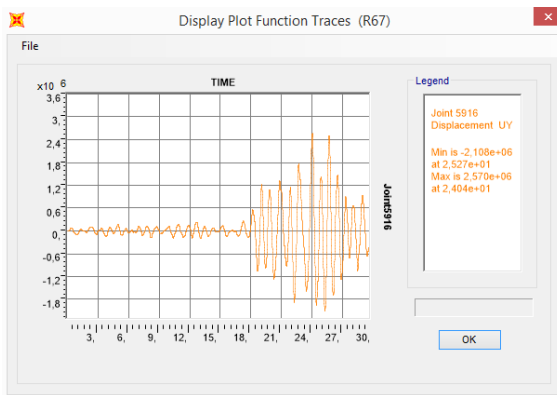 Display Plot Function Traces (R67)
File
x10 6
TIME
3,6
3,
2,4
1,8
1,2
0,6
0,
-0,6
-1,2
-1,8
3, 6, 9, 12, 15, 18, 21, 24, 27, 30,
Joint5916
Legend
Joint 5916
Displacement UY
Min is -2,108e+06
at 2,527e+01
Max is 2,570e+06
at 2,404e+01
OK